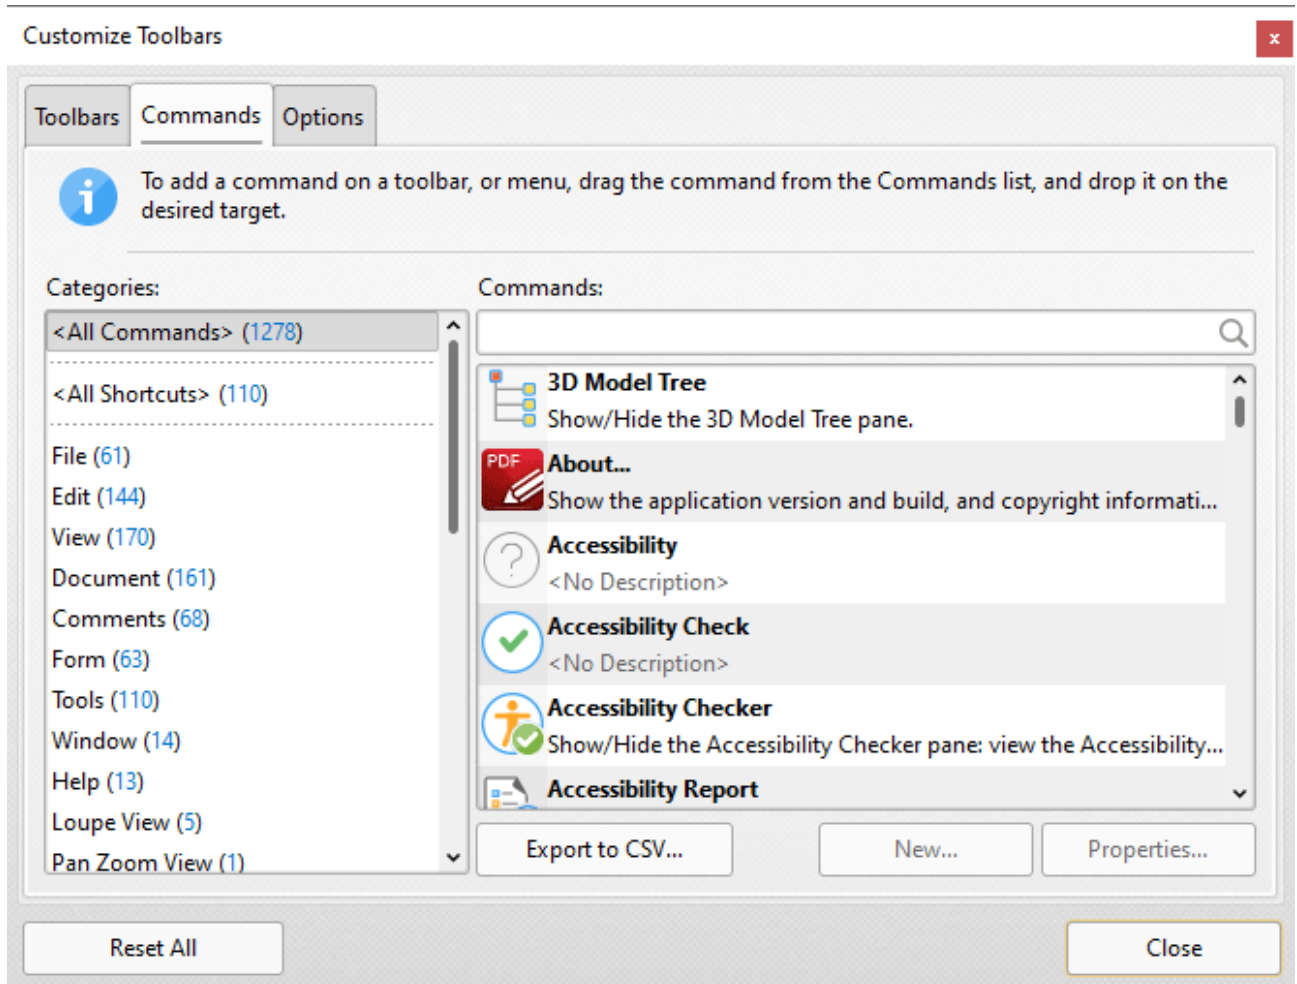 Customize Toolbars
x
Toolbars Commands Options
To add a command on a toolbar, or menu, drag the command from the Commands list, and drop it on the
desired target.
Categories:
<All Commands> (1278)
<All Shortcuts> (110)
File (61)
Edit (144)
View (170)
Document (161)
Comments (68)
Form (63)
Tools (110)
Window (14)
Help (13)
Loupe View (5)
Pan Zoom View (1)
Commands:
3D Model Tree
Show/Hide the 3D Model Tree pane.
PDF
About...
Show the application version and build, and copyright informati...
Accessibility
<No Description>
Accessibility Check
<No Description>
Accessibility Checker
Show/Hide the Accessibility Checker pane: view the Accessibility...
Accessibility Report
Export to CSV... New... Properties...
Reset All Close